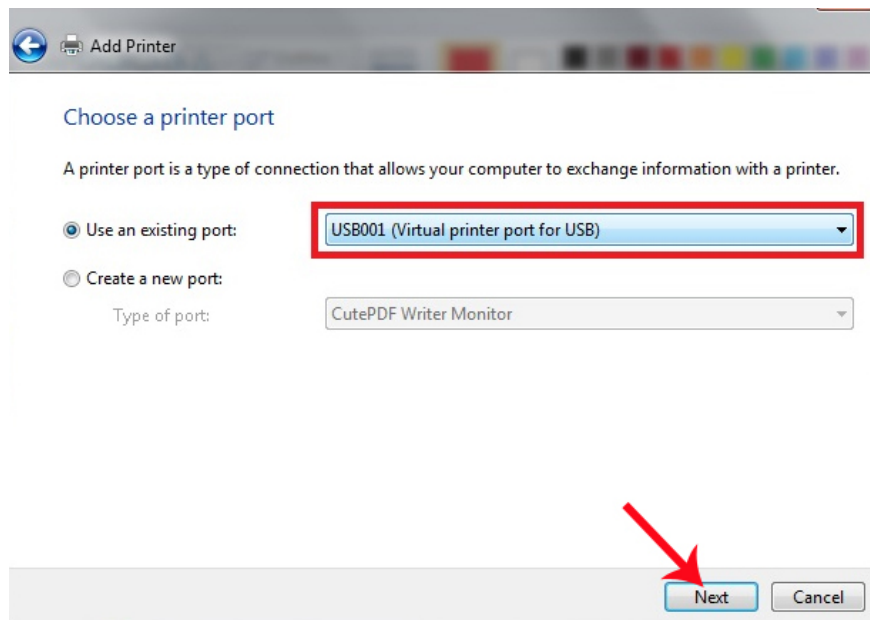 Add Printer
Choose a printer port
A printer port is a type of connection that allows your computer to exchange information with a printer.
Use an existing port: USB001 (Virtual printer port for USB)
Create a new port:
Type of port: CutePDF Writer Monitor
Next Cancel